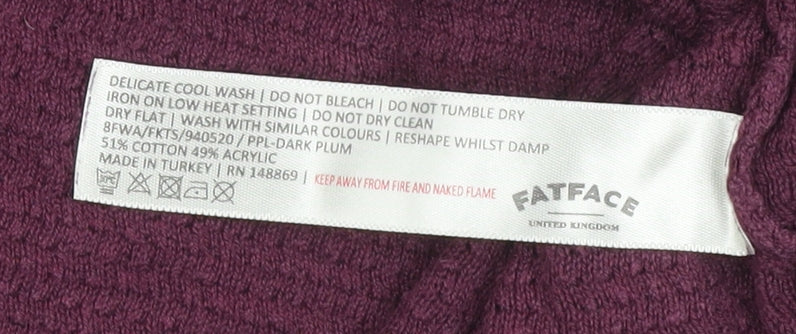 DELICATE COOL WASH | DO NOT BLEACH | DO NOT TUMBLE DRY
IRON ON LOW HEAT SETTING | DO NOT DRY CLEAN
DRY FLAT | WASH WITH SIMILAR COLOURS | RESHAPE WHILST DAMP
8FWA/FKTS/940520 / PPL-DARK PLUM
51% COTTON 49% ACRYLIC
MADE IN TURKEY | RN 148869 | KEEP AWAY FROM FIRE AND NAKED FLAME
FATFACE
UNITED KINGDOM